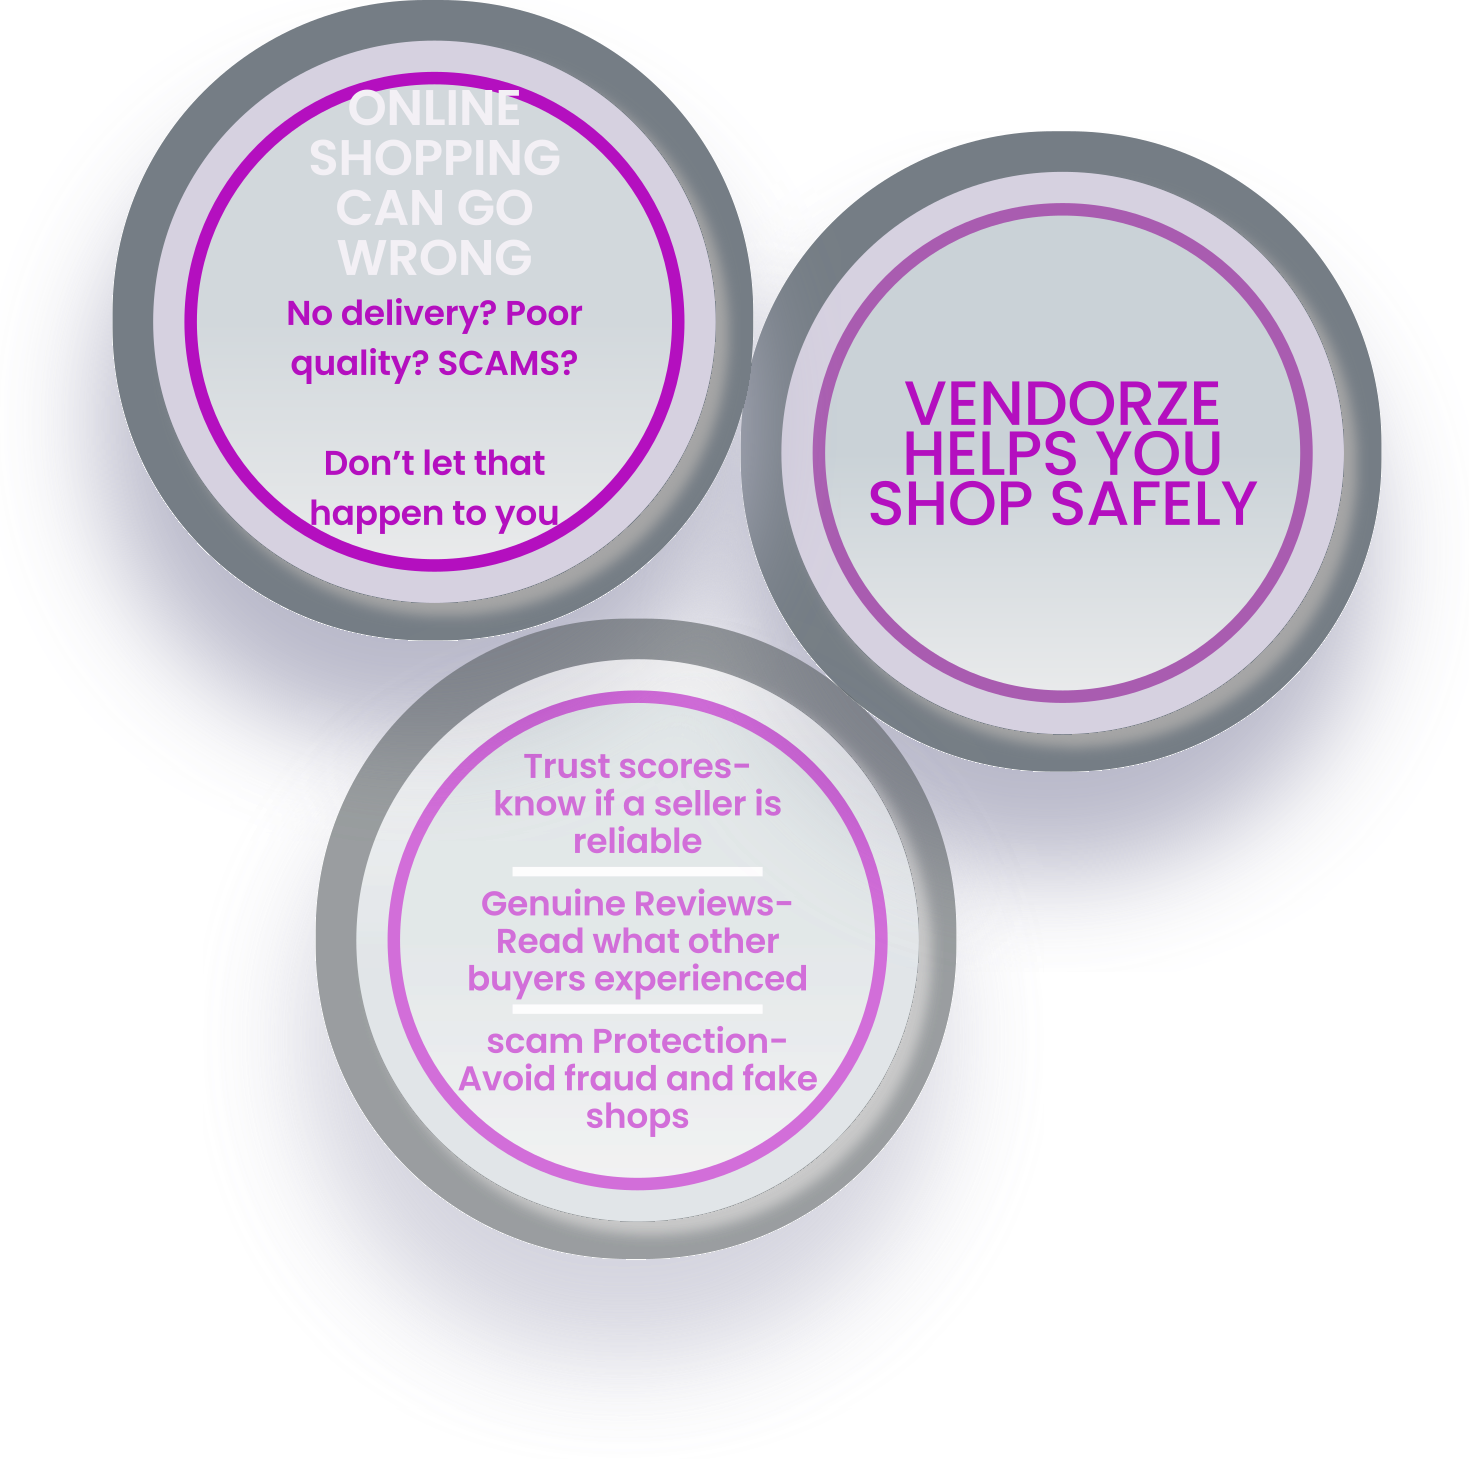 ONLINE
SHOPPING
CAN GO
WRONG
No delivery? Poor
quality? SCAMS?
Don’t let that
happen to you
VENDORZE
HELPS YOU
SHOP SAFELY
Trust scores-
know if a seller is
reliable
Genuine Reviews-
Read what other
buyers experienced
scam Protection-
Avoid fraud and fake
shops